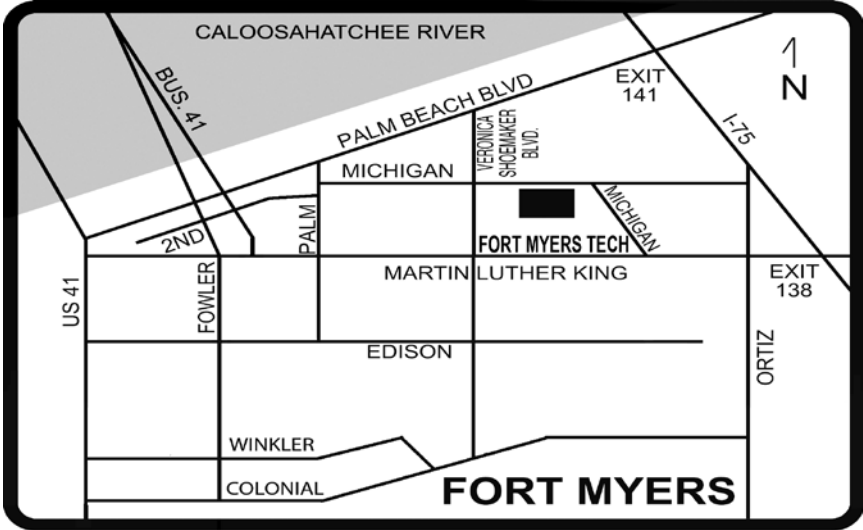 CALOOSAHATCHEE RIVER
BUS. 41
PALM BEACH BLVD
EXIT
141
N
I-75
VERONICA
SHOEMAKER
BLVD.
MICHIGAN
MICHIGAN
2ND
PALM
FORT MYERS TECH
MARTIN LUTHER KING
EXIT
138
US 41
FOWLER
EDISON
ORTIZ
WINKLER
COLONIAL
FORT MYERS